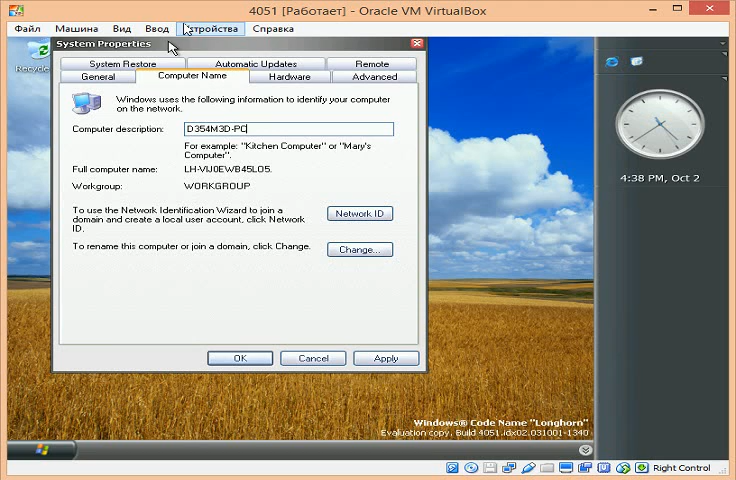 4051 [Работает] - Oracle VM VirtualBox
Файл Машина Вид Ввод Устройства Справка
Recycle
System Properties
System Restore Automatic Updates Remote
General Computer Name Hardware Advanced
Windows uses the following information to identify your computer
on the network.
Computer description: D354M3D-PC
For example: "Kitchen Computer" or "Mary's
Computer".
Full computer name: LH-VIJ0EWB45LO5.
Workgroup: WORKGROUP
To use the Network Identification Wizard to join a
domain and create a local user account, click Network
ID.
Network ID
To rename this computer or join a domain, click Change.
Change...
OK Cancel Apply
4:38 PM, Oct 2
Windows® Code Name "Longhorn"
Evaluation copy. Build 4051.idx02.031001-1340
Right Control